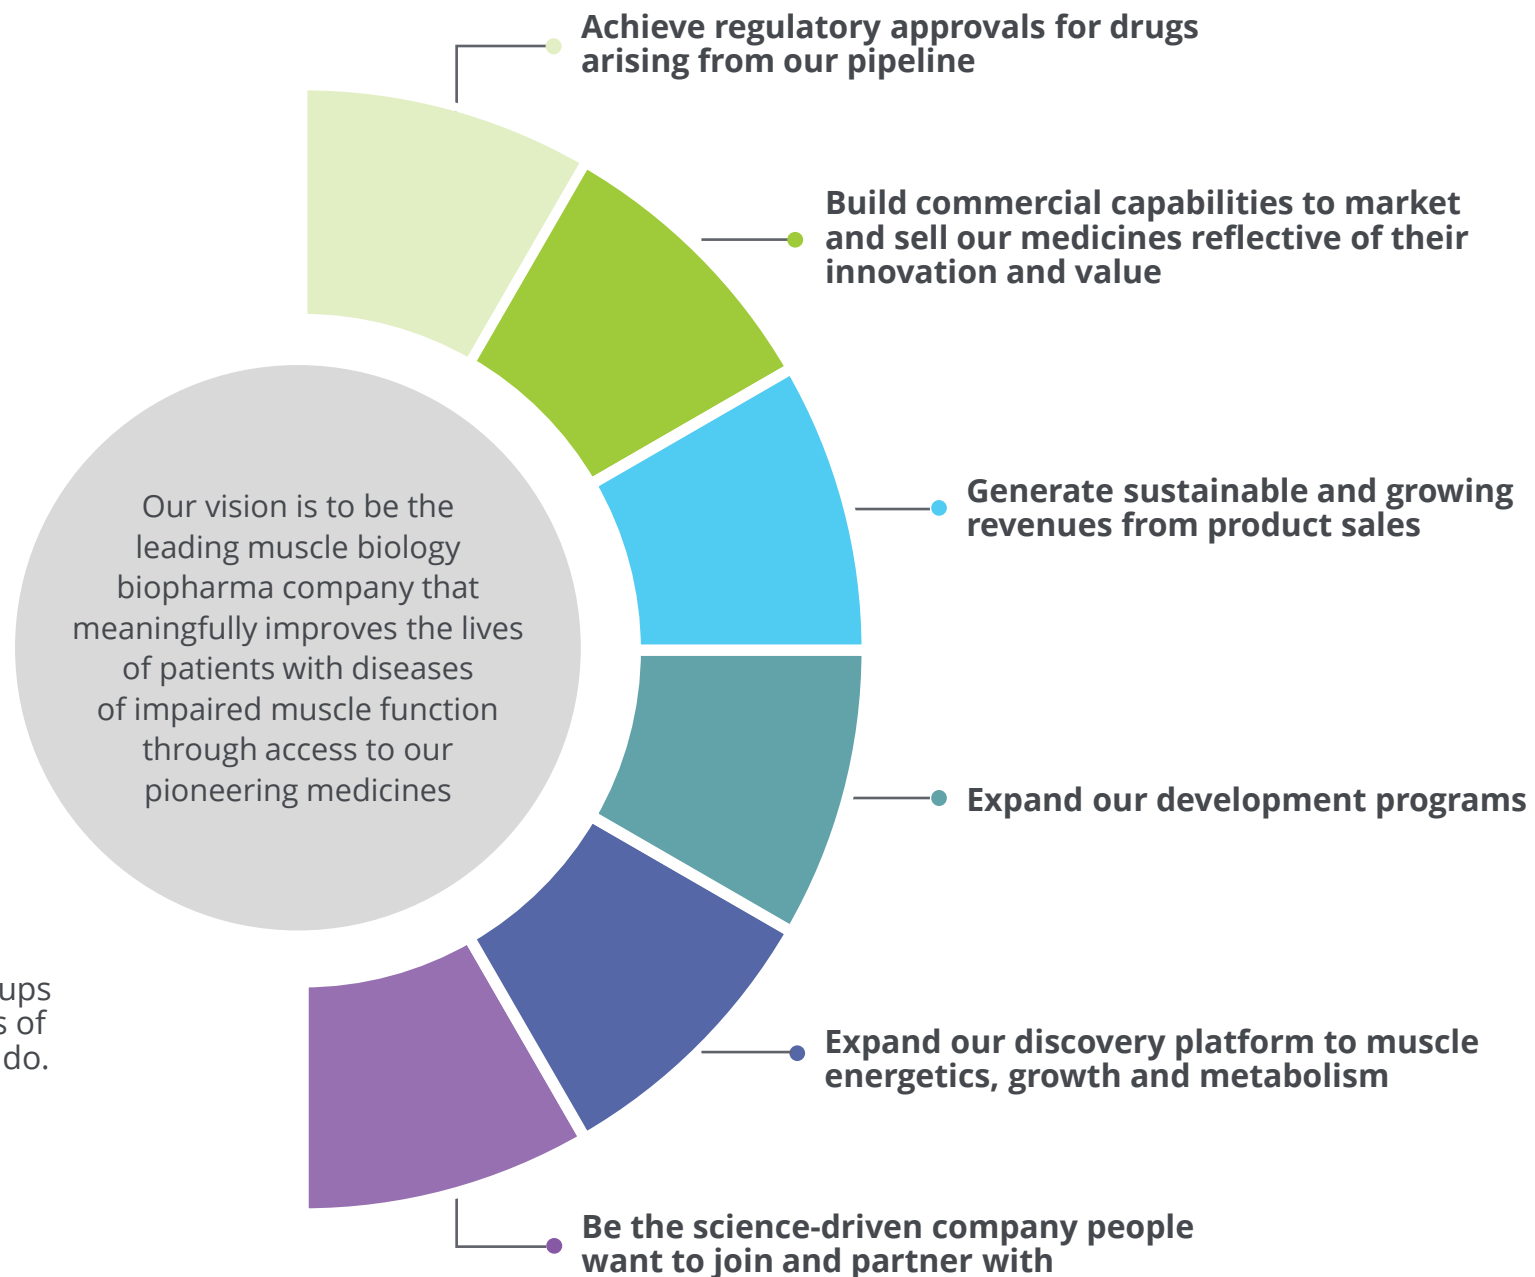 Achieve regulatory approvals for drugs
arising from our pipeline
Build commercial capabilities to market
and sell our medicines reflective of their
innovation and value
Generate sustainable and growing
revenues from product sales
Our vision is to be the
leading muscle biology
biopharma company that
meaningfully improves the lives
of patients with diseases
of impaired muscle function
through access to our
pioneering medicines
Expand our development programs
ups
s of
do.
Expand our discovery platform to muscle
energetics, growth and metabolism
Be the science-driven company people
want to join and partner with